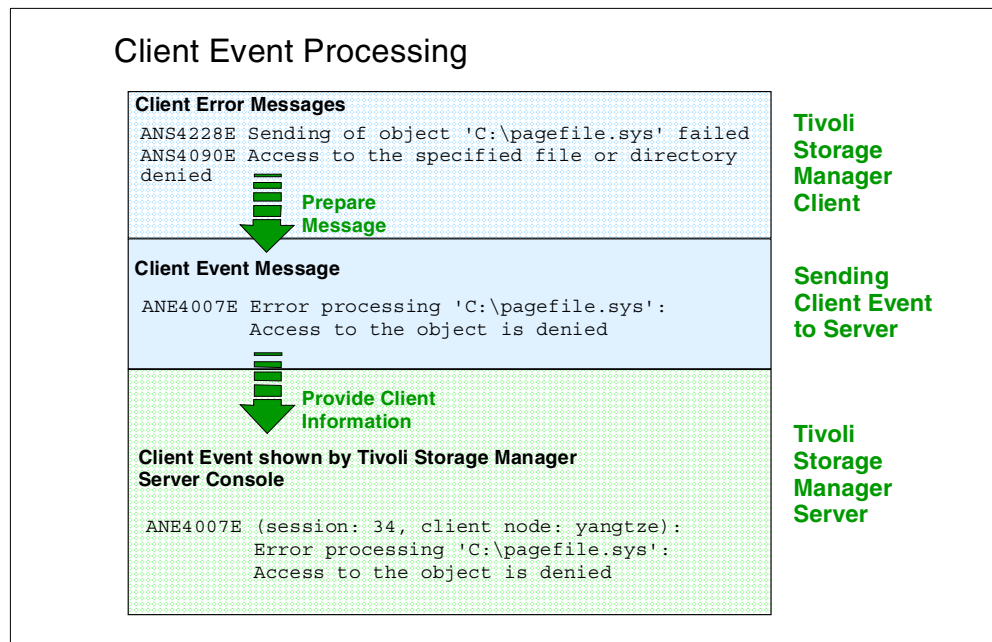 Client Event Processing
Client Error Messages
ANS4228E Sending of object 'C:\pagefile.sys' failed
ANS4090E Access to the specified file or directory
denied
Prepare
Message
Tivoli
Storage
Manager
Client
Client Event Message
ANE4007E Error processing 'C:\pagefile.sys':
Access to the object is denied
Sending
Client Event
to Server
Provide Client
Information
Client Event shown by Tivoli Storage Manager
Server Console
ANE4007E (session: 34, client node: yangtze):
Error processing 'C:\pagefile.sys':
Access to the object is denied
Tivoli
Storage
Manager
Server